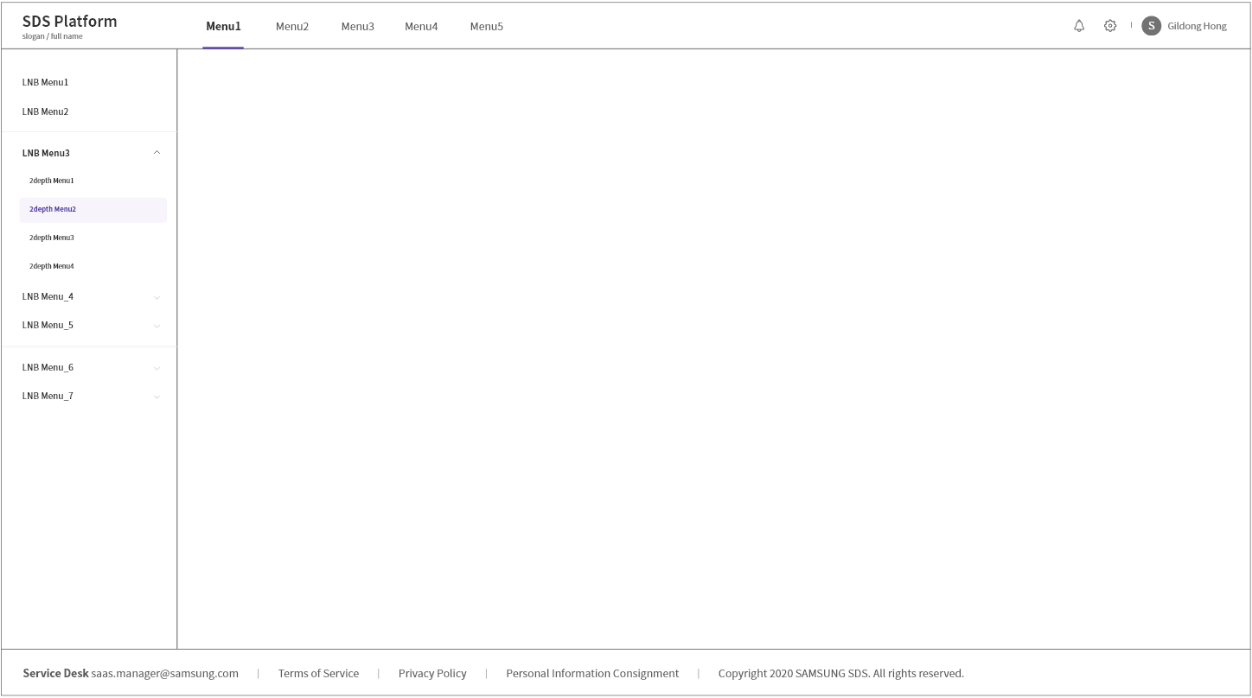 SDS Platform
slogan / full name
Menu1 Menu2 Menu3 Menu4 Menu5
S Gildong Hong
LNB Menu1
LNB Menu2
LNB Menu3
2depth Menu1
2depth Menu2
2depth Menu3
2depth Menu4
LNB Menu_4
LNB Menu_5
LNB Menu_6
LNB Menu_7
Service Desk saas.manager@samsung.com | Terms of Service | Privacy Policy | Personal Information Consignment | Copyright 2020 SAMSUNG SDS. All rights reserved.